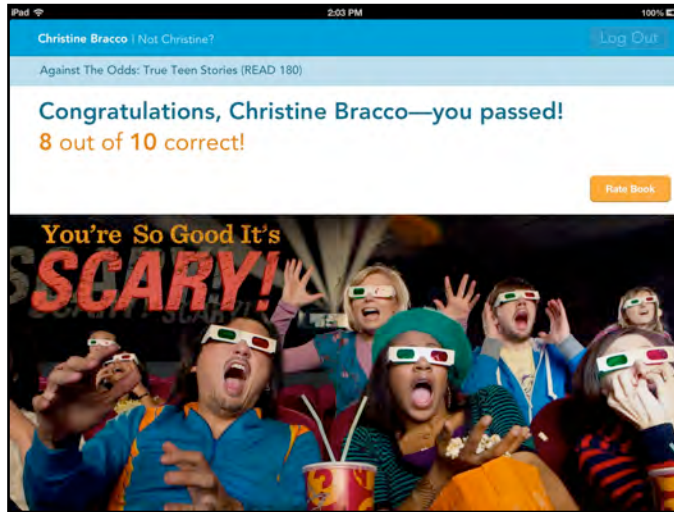 iPad 2:03 PM 100%
Christine Bracco | Not Christine? Log Out
Against The Odds: True Teen Stories (READ 180)
Congratulations, Christine Bracco—you passed!
8 out of 10 correct!
Rate Book
You're So Good It's
SCARY!